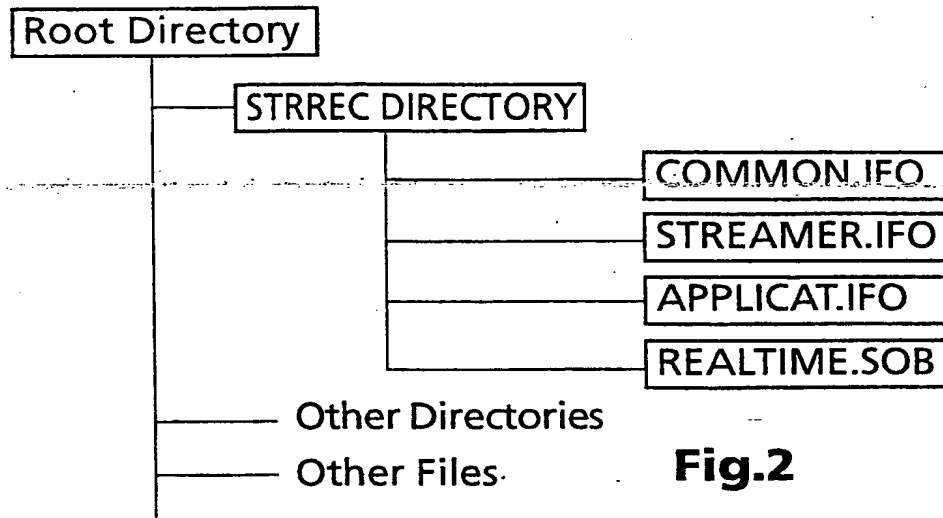 Root Directory
STRREC DIRECTORY
COMMON.IFO
STREAMER.IFO
APPLICAT.IFO
REALTIME.SOB
Other Directories
Other Files
Fig.2